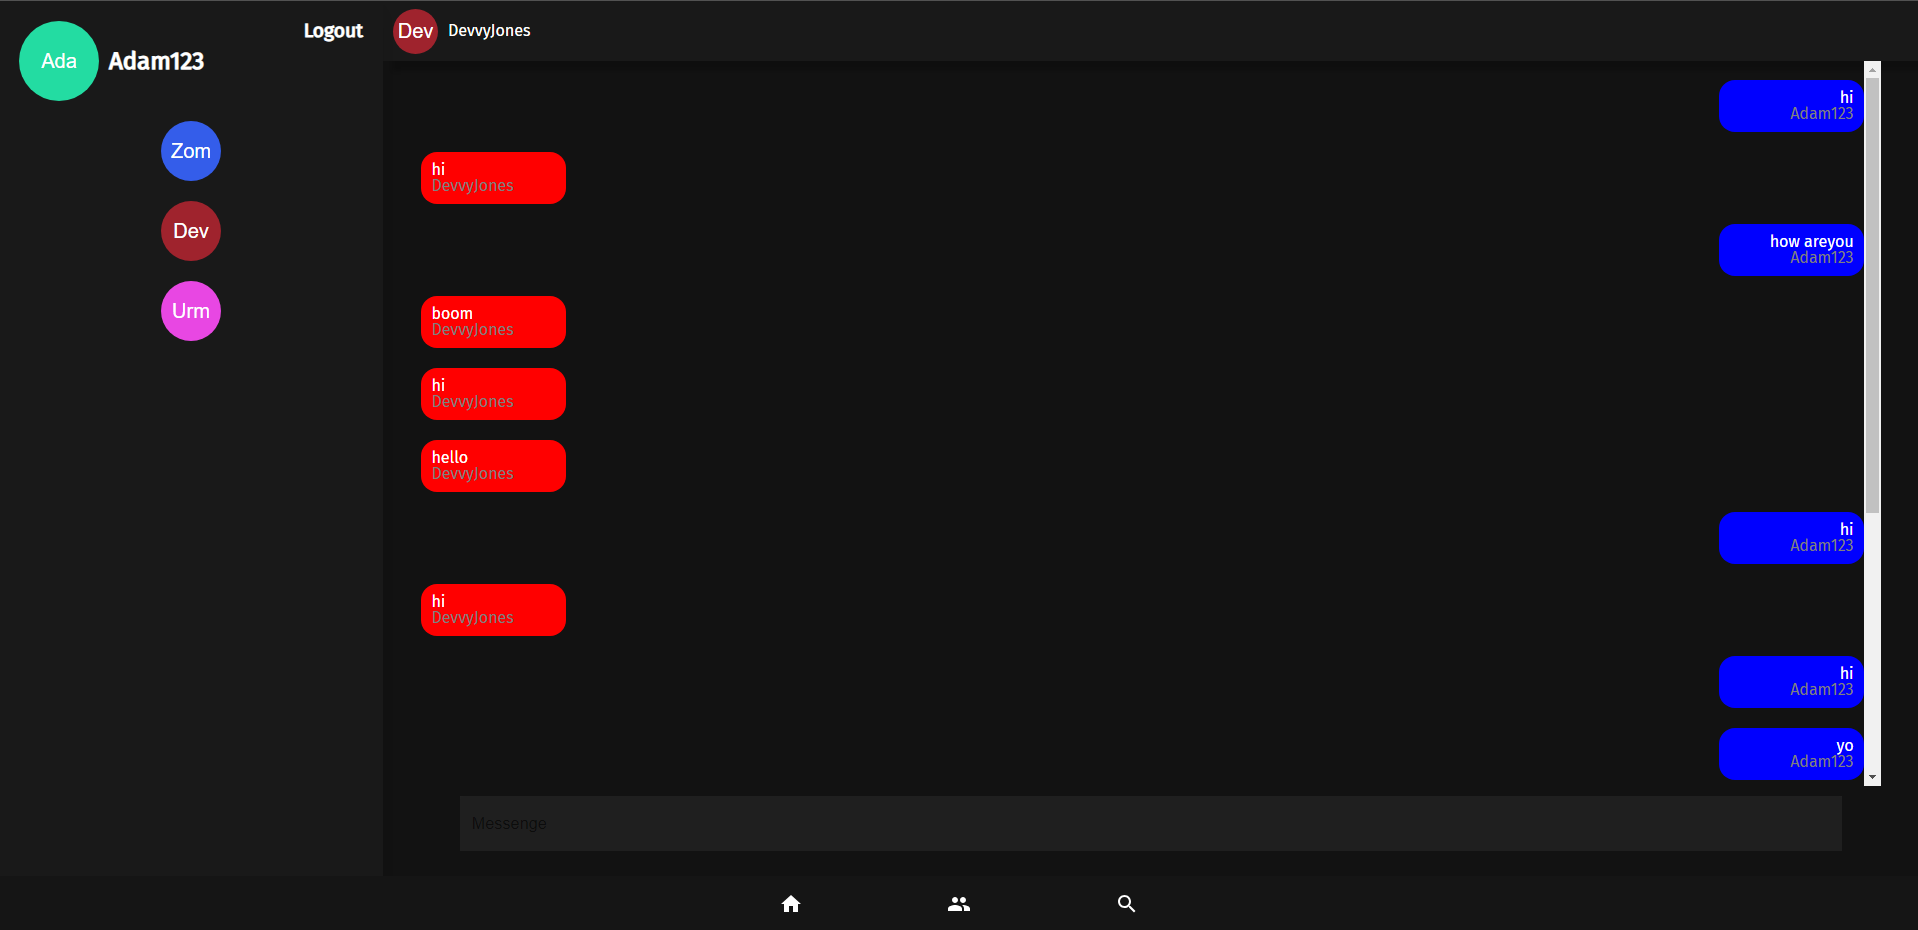 Logout
Ada
Adam123
Zom
Dev
Urm
Dev
DevvyJones
hi
Adam123
hi
DevvyJones
how areyou
Adam123
boom
DevvyJones
hi
DevvyJones
hello
DevvyJones
hi
Adam123
hi
DevvyJones
hi
Adam123
yo
Adam123
Messenge